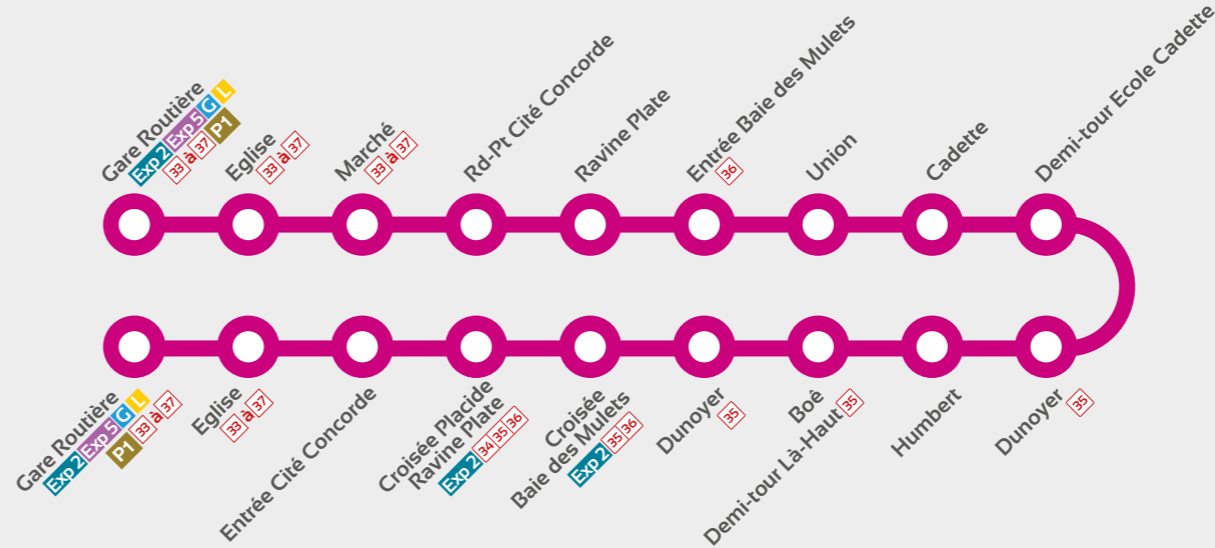 Gare Routière
Exp 2 Exp 5 G L
33 à 37 P1
Eglise
33 à 37
Marché
33 à 37
Rd-Pt Cité Concorde
Ravine Plate
Entrée Baie des Mulets
36
Union
Cadette
Demi-tour Ecole Cadette
Gare Routière
Exp 2 Exp 5 G L
P1 33 à 37
Eglise
33 à 37
Entrée Cité Concorde
Croisée Placide
Ravine Plate
Exp 2 34 35 36
Croisée
Baie des Mulets
Exp 2 35 36
Dunoyer
35
Boê
Demi-tour Là-Haut 35
Humbert
Dunoyer
35